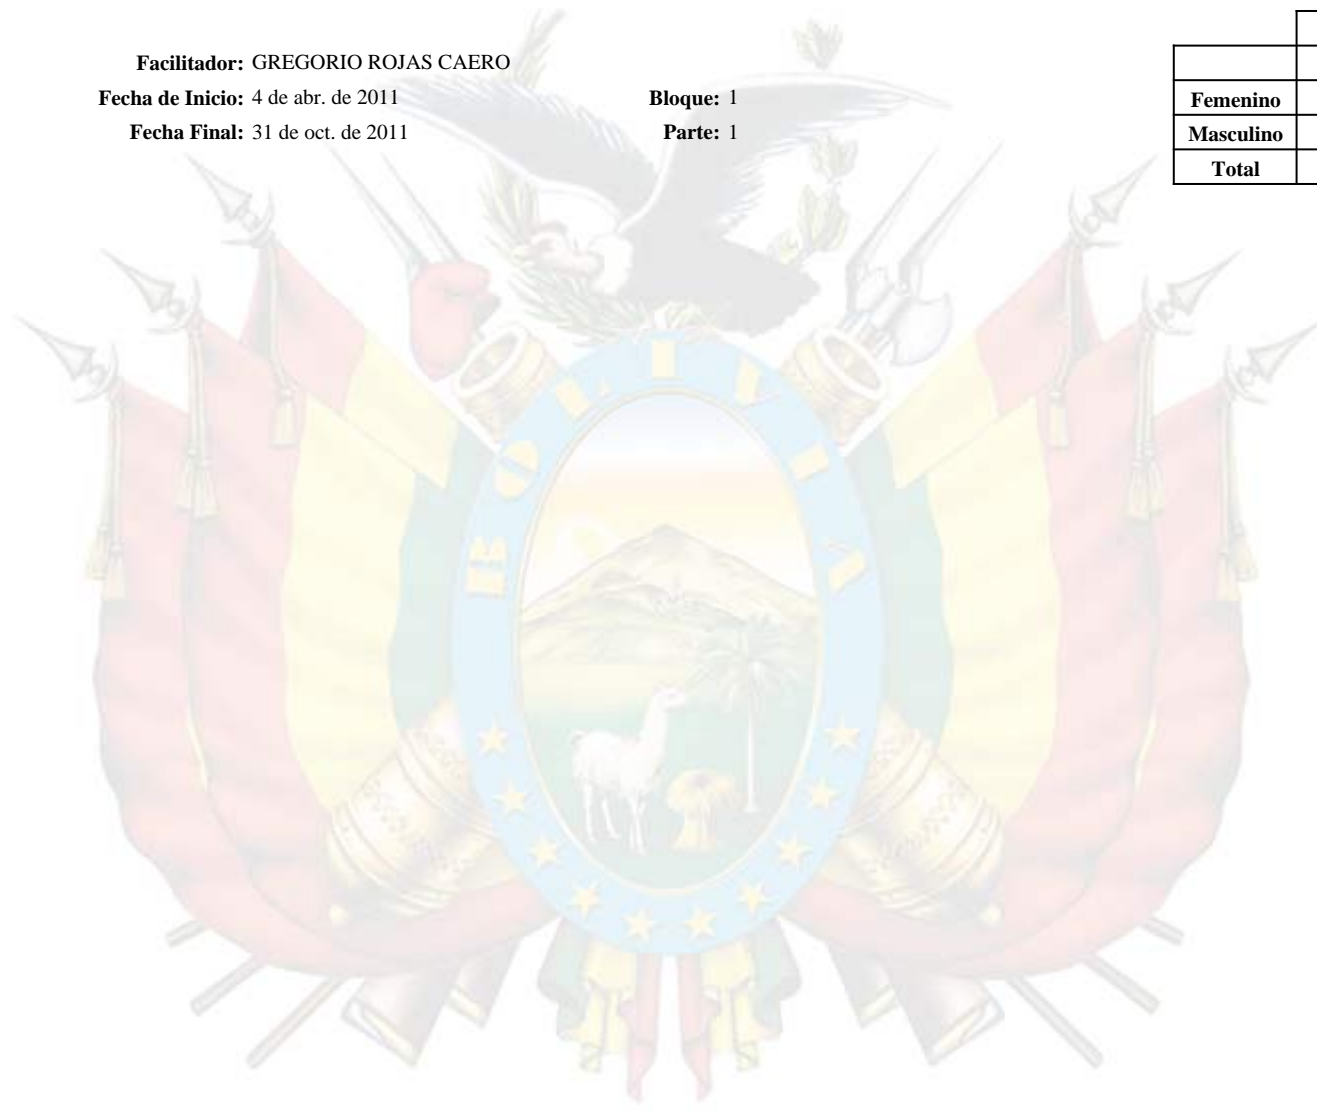 Facilitador: GREGORIO ROJAS CAERO
Fecha de Inicio: 4 de abr. de 2011 Bloque: 1
Fecha Final: 31 de oct. de 2011 Parte: 1
Femenino
Masculino
Total
BOLIVIA